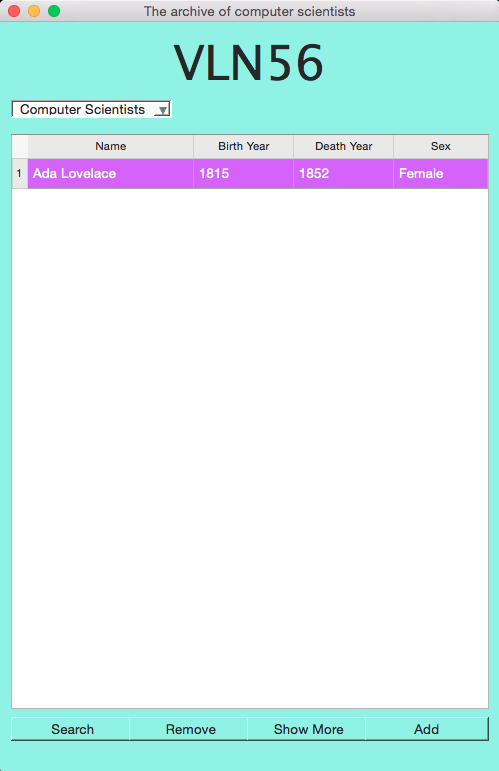 The archive of computer scientists
VLN56
Computer Scientists
Name Birth Year Death Year Sex
1 Ada Lovelace 1815 1852 Female
Search Remove Show More Add